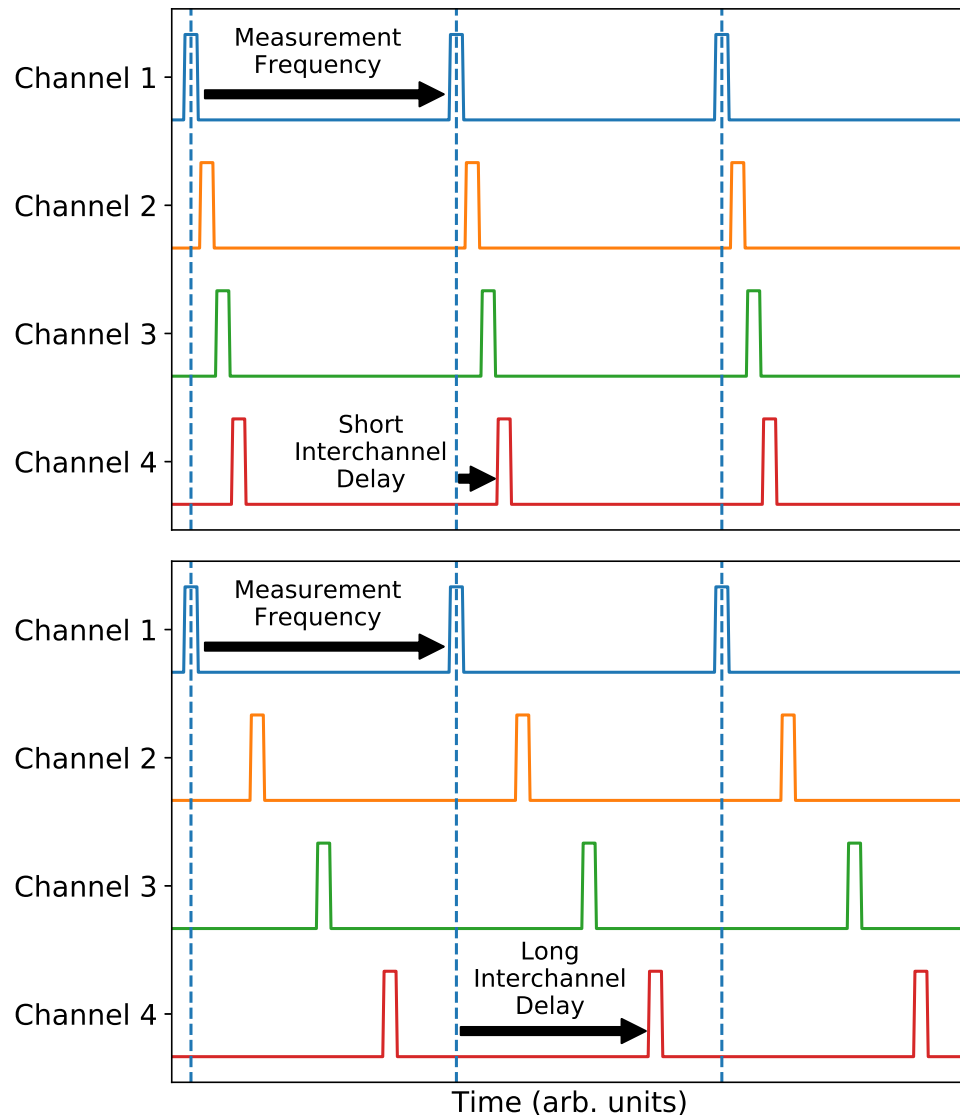 Channel 1
Measurement
Frequency
Channel 2
Channel 3
Channel 4
Short
Interchannel
Delay
Channel 1
Measurement
Frequency
Channel 2
Channel 3
Channel 4
Long
Interchannel
Delay
Time (arb. units)